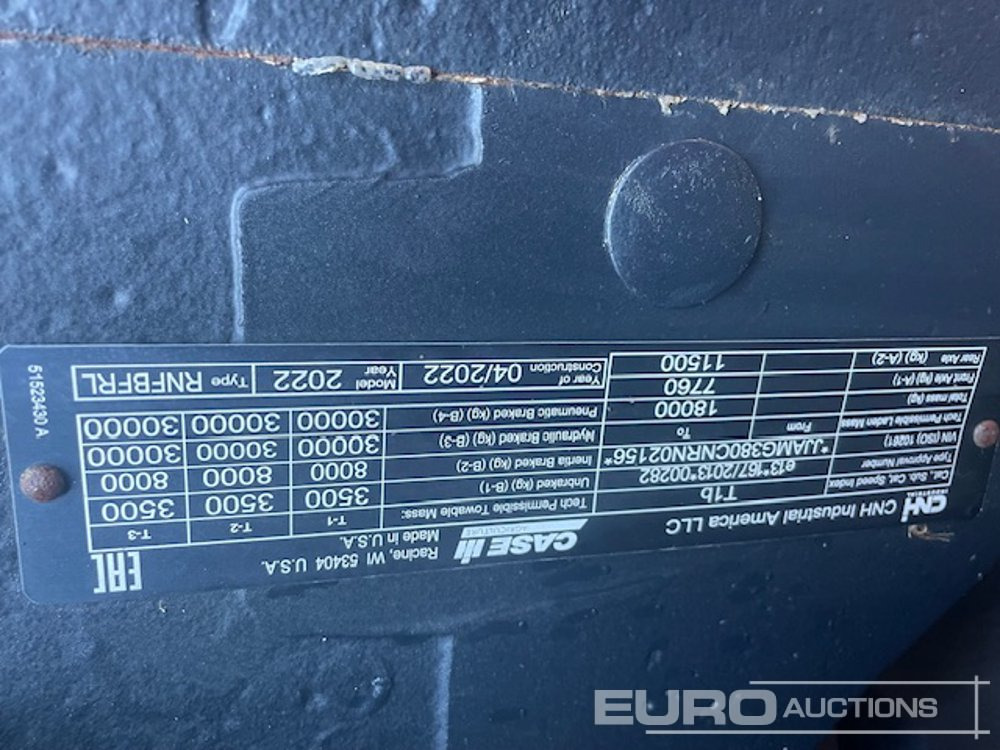 CNH INDUSTRIAL CNH Industrial America LLC
CASE III AGRICULTURE
Racine, WI 53404 U.S.A.
Made in U.S.A.
EAC
Cat., Sub. Cat. Speed Index T1b
Type Approval Number e13*167/2013*00282
VIN (ISO) (10261) *JJAMG380CNRN02156*
Tech Permissible Laden Mass From To
Total mass (kg) 18000
Front Axle (kg) (A-1) 7760
Rear Axle (kg) (A-2) 11500
Tech Permissible Towable Mass: T-1 T-2 T-3
Unbraked (kg) (B-1) 3500 3500 3500
Inertia Braked (kg) (B-2) 8000 8000 8000
Hydraulic Braked (kg) (B-3) 30000 30000 30000
Pneumatic Braked (kg) (B-4) 30000 30000 30000
Year of Construction 04/2022 Model Year 2022 Type RNFBFRL
51523430 A
EURO AUCTIONS